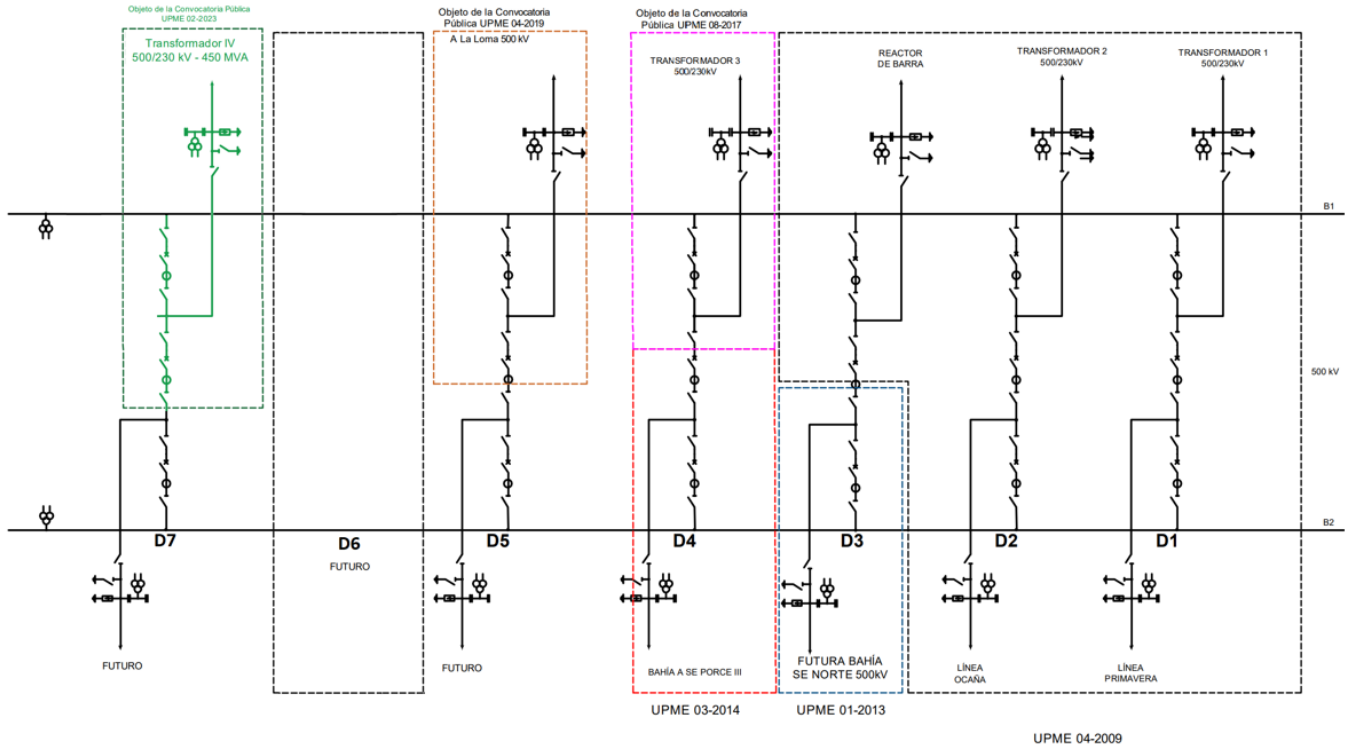 Objeto de la Convocatoria Pública
UPME 02-2023
Transformador IV
500/230 kV - 450 MVA
Objeto de la Convocatoria
Pública UPME 04-2019
A La Loma 500 kV
Objeto de la Convocatoria
Pública UPME 08-2017
TRANSFORMADOR 3
500/230kV
REACTOR
DE BARRA
TRANSFORMADOR 2
500/230kV
TRANSFORMADOR 1
500/230kV
B1
500 kV
B2
D7
D6
FUTURO
D5
D4
D3
D2
D1
FUTURO
FUTURO
BAHÍA A SE PORCE III
FUTURA BAHÍA
SE NORTE 500kV
LÍNEA
OCAÑA
LÍNEA
PRIMAVERA
UPME 03-2014
UPME 01-2013
UPME 04-2009